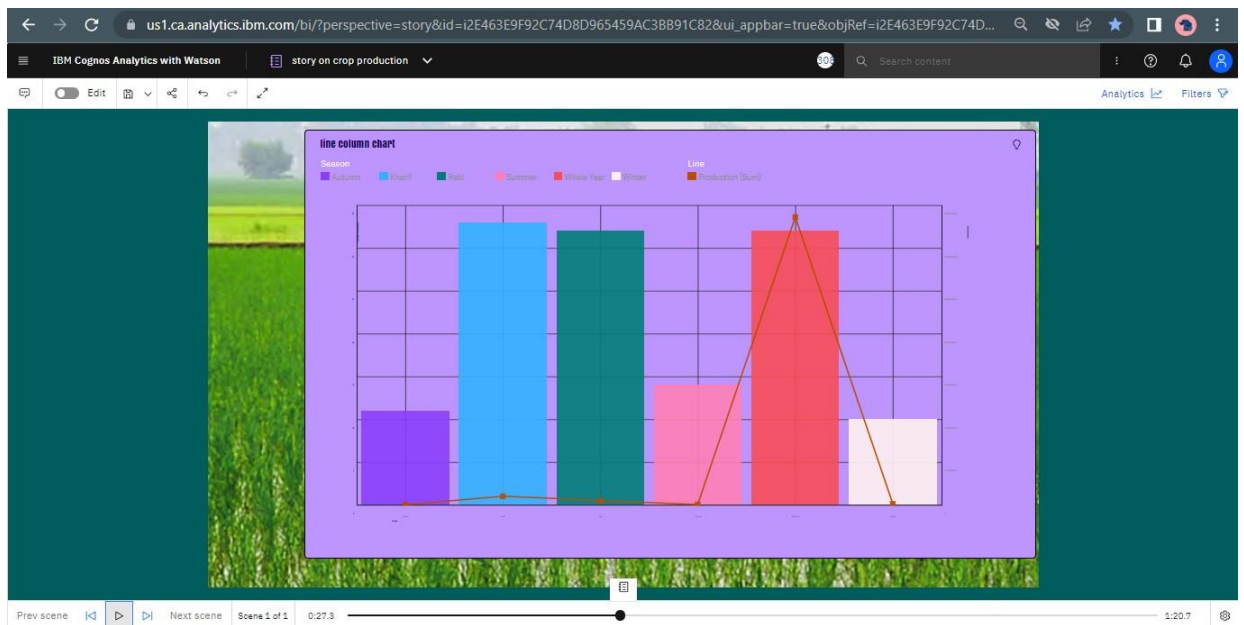 us1.ca.analytics.ibm.com/bi/?perspective=story&id=i2E463E9F92C74D8D965459AC3BB91C82&ui_appbar=true&objRef=i2E463E9F92C74D...
IBM Cognos Analytics with Watson
story on crop production
Search content
Edit
Analytics
Filters
line column chart
Season
Line
Autumn
Kharif
Rabi
Summer
Whole Year
Winter
Production (Sum)
Prev scene
Next scene
Scene 1 of 1
0:27.3
1:20.7